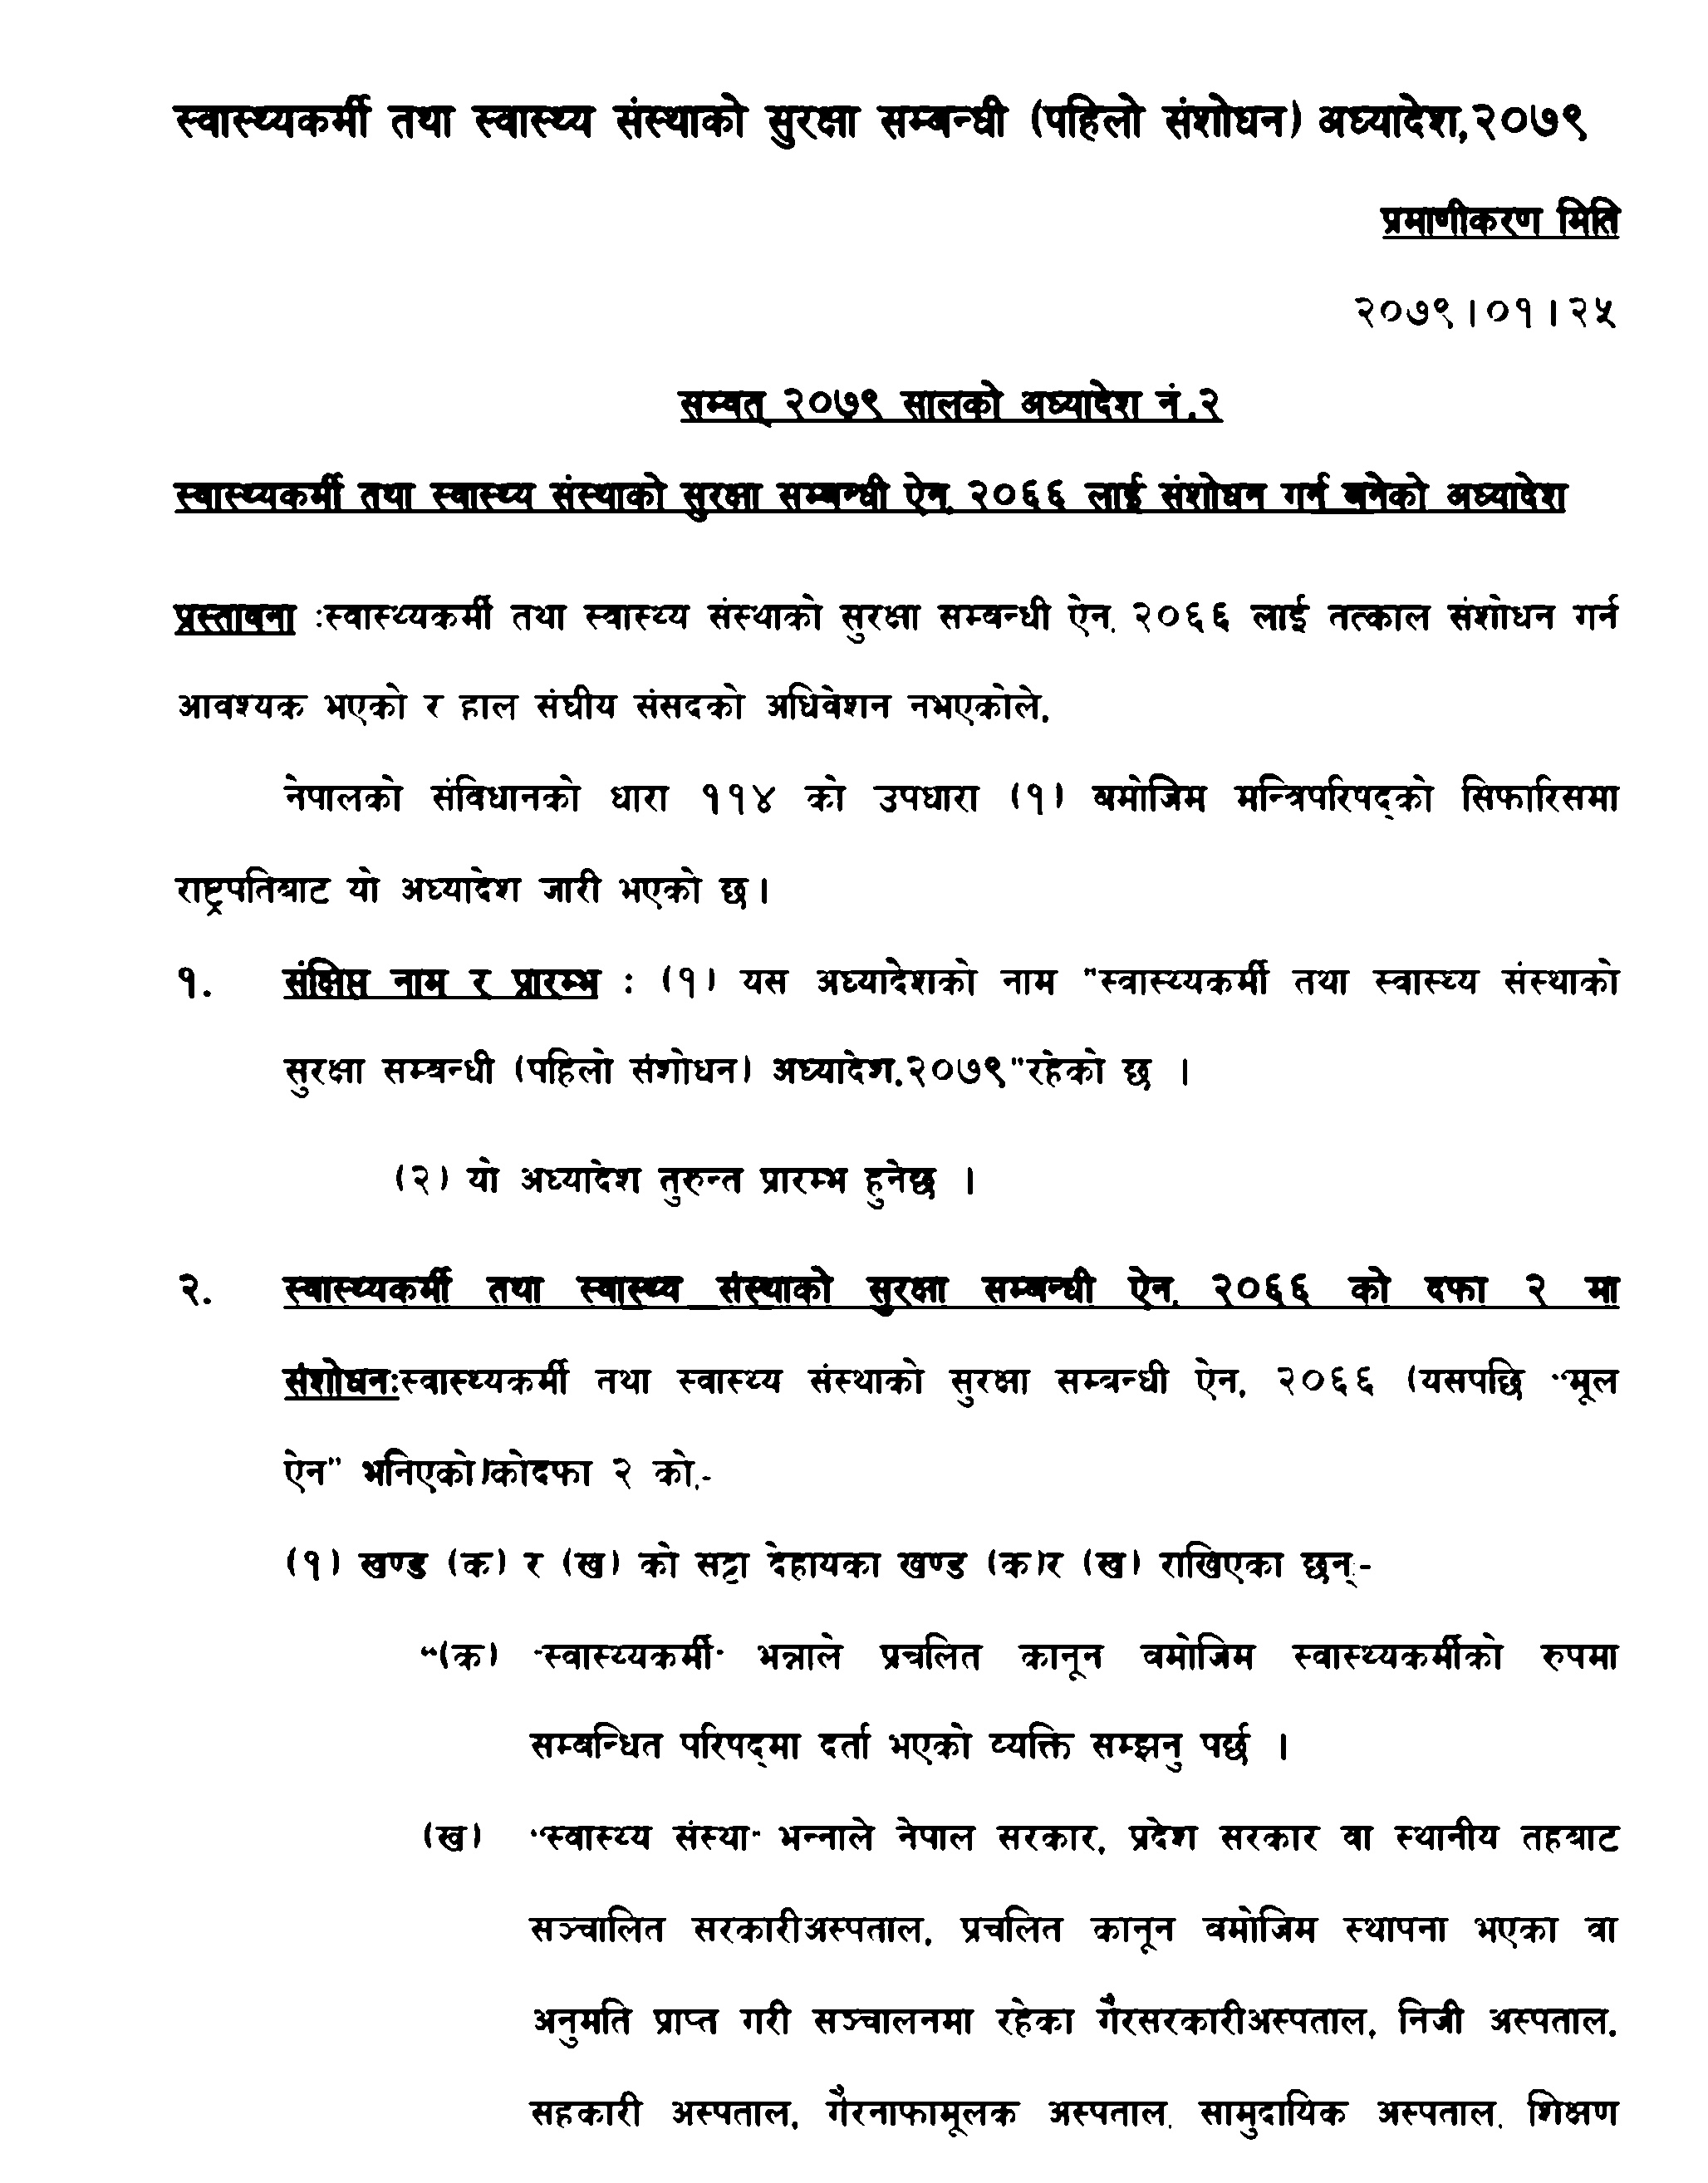 स्वास्थ्यकर्मी तथा स्वास्थ्य संस्थाको सुरक्षा सम्बन्धी (पहिलो संशोधन) अध्यादेश,२०७९
प्रमाणीकरण मिति
२०७९।०१।२५
सम्वत् २०७९ सालको अध्यादेश नं.२
स्वास्थ्यकर्मी तथा स्वास्थ्य संस्थाको सुरक्षा सम्बन्धी ऐन, २०६६ लाई संशोधन गर्न बनेको अध्यादेश
प्रस्तावना :स्वास्थ्यकर्मी तथा स्वास्थ्य संस्थाको सुरक्षा सम्बन्धी ऐन, २०६६ लाई तत्काल संशोधन गर्न
आवश्यक भएको र हाल संघीय संसदको अधिवेशन नभएकोले,
नेपालको संविधानको धारा ११४ को उपधारा (१) बमोजिम मन्त्रिपरिषद्को सिफारिसमा
राष्ट्रपतिबाट यो अध्यादेश जारी भएको छ।
१. संक्षिप्त नाम र प्रारम्भ : (१) यस अध्यादेशको नाम "स्वास्थ्यकर्मी तथा स्वास्थ्य संस्थाको
सुरक्षा सम्बन्धी (पहिलो संशोधन) अध्यादेश,२०७९"रहेको छ ।
(२) यो अध्यादेश तुरुन्त प्रारम्भ हुनेछ ।
२. स्वास्थ्यकर्मी तथा स्वास्थ्य संस्थाको सुरक्षा सम्बन्धी ऐन, २०६६ को दफा २ मा
संशोधनः स्वास्थ्यकर्मी तथा स्वास्थ्य संस्थाको सुरक्षा सम्बन्धी ऐन, २०६६ (यसपछि "मूल
ऐन" भनिएको)कोदफा २ को,-
(१) खण्ड (क) र (ख) को सट्टा देहायका खण्ड (क)र (ख) राखिएका छन्:-
"(क) "स्वास्थ्यकर्मी" भन्नाले प्रचलित कानून बमोजिम स्वास्थ्यकर्मीको रुपमा
सम्बन्धित परिषद्मा दर्ता भएको व्यक्ति सम्झनु पर्छ ।
(ख) "स्वास्थ्य संस्था" भन्नाले नेपाल सरकार, प्रदेश सरकार वा स्थानीय तहबाट
सञ्चालित सरकारीअस्पताल, प्रचलित कानून बमोजिम स्थापना भएका वा
अनुमति प्राप्त गरी सञ्चालनमा रहेका गैरसरकारीअस्पताल, निजी अस्पताल,
सहकारी अस्पताल, गैरनाफामूलक अस्पताल, सामुदायिक अस्पताल, शिक्षण